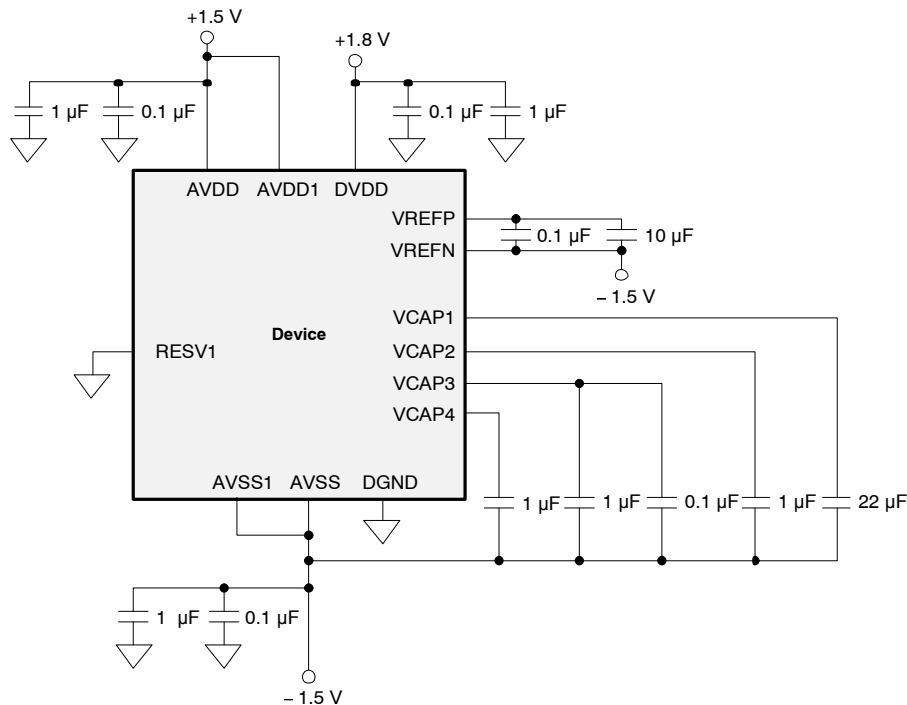 +1.5 V
+1.8 V
1 µF
0.1 µF
0.1 µF
1 µF
AVDD
AVDD1
DVDD
VREFP
VREFN
0.1 µF
10 µF
– 1.5 V
VCAP1
Device
RESV1
VCAP2
VCAP3
VCAP4
AVSS1
AVSS
DGND
1 µF
1 µF
0.1 µF
1 µF
22 µF
1 µF
0.1 µF
– 1.5 V